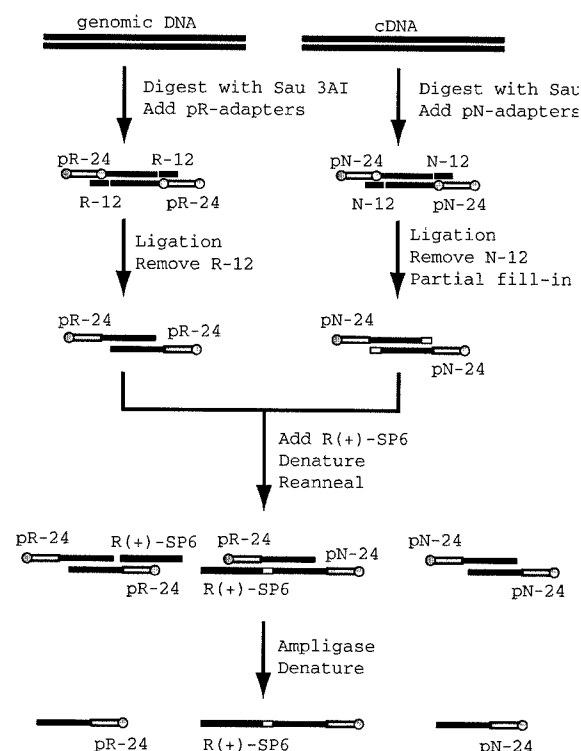 genomic DNA
cDNA
Digest with Sau 3AI
Add pR-adapters
Digest with Sau
Add pN-adapters
pR-24
R-12
R-12
pR-24
pN-24
N-12
N-12
pN-24
Ligation
Remove R-12
Ligation
Remove N-12
Partial fill-in
pR-24
pR-24
pN-24
pN-24
Add R(+)-SP6
Denature
Reanneal
pR-24
R(+)-SP6
pR-24
pR-24
pN-24
R(+)-SP6
pN-24
pN-24
Ampligase
Denature
pR-24
R(+)-SP6
pN-24